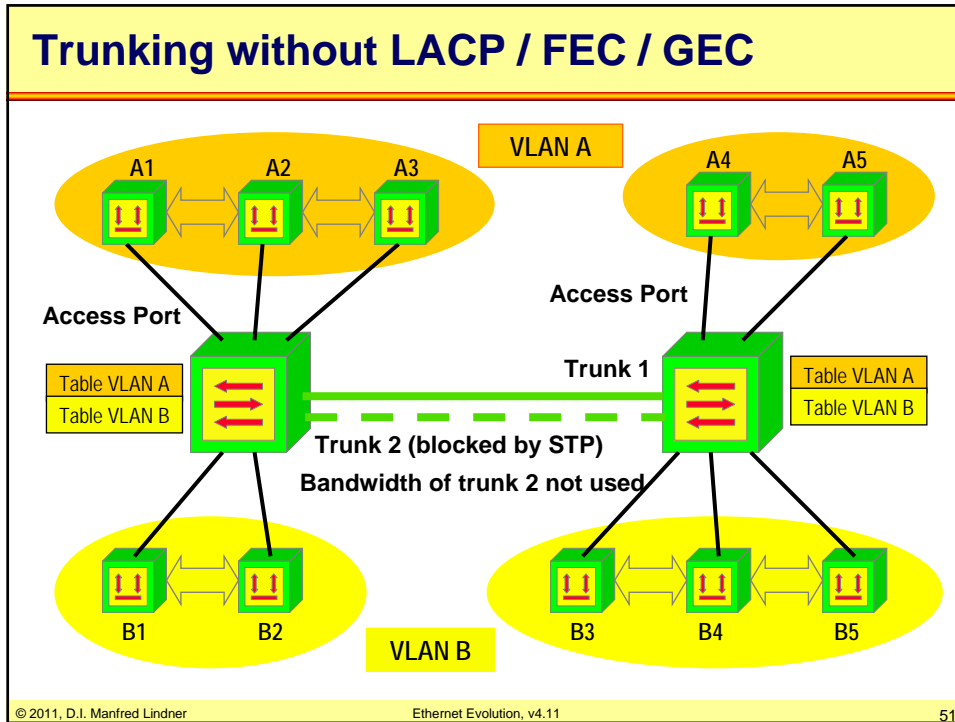 Trunking without LACP / FEC / GEC
VLAN A
A1
A2
A3
A4
A5
Access Port
Access Port
Trunk 1
Table VLAN A
Table VLAN B
Table VLAN A
Table VLAN B
Trunk 2 (blocked by STP)
Bandwidth of trunk 2 not used
B1
B2
B3
B4
B5
VLAN B
© 2011, D.I. Manfred Lindner
Ethernet Evolution, v4.11
51